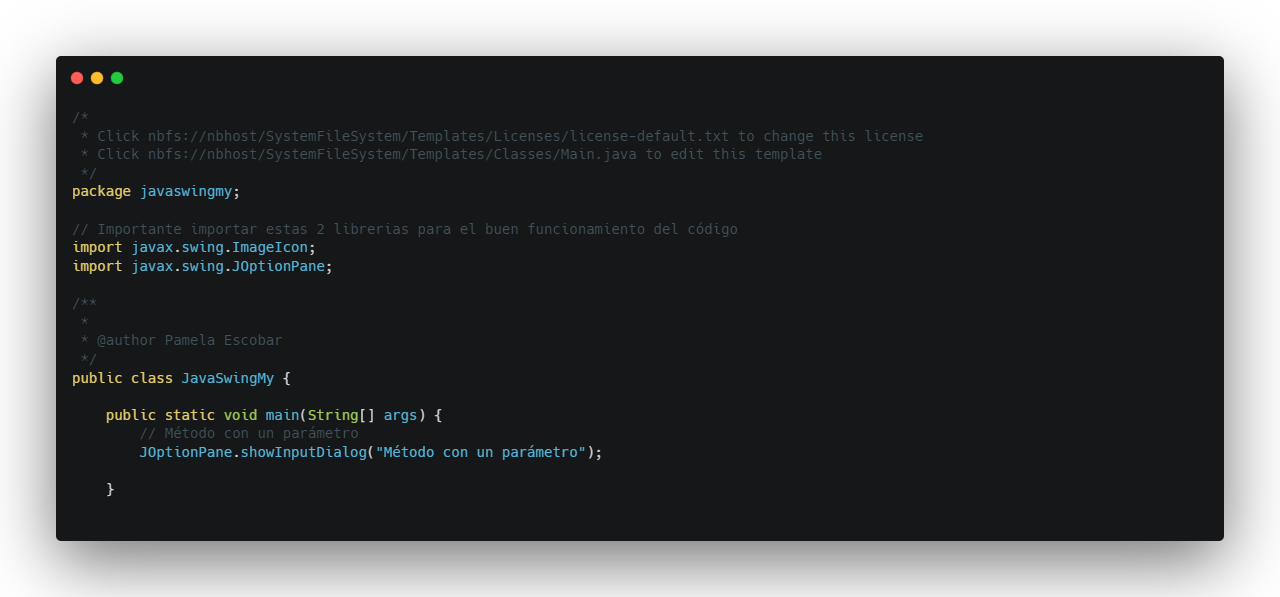 /*
 * Click nbfs://nbhost/SystemFileSystem/Templates/Licenses/license-default.txt to change this license
 * Click nbfs://nbhost/SystemFileSystem/Templates/Classes/Main.java to edit this template
 */
package javaswingmy;

// Importante importar estas 2 librerias para el buen funcionamiento del código
import javax.swing.ImageIcon;
import javax.swing.JOptionPane;

/**
 *
 * @author Pamela Escobar
 */
public class JavaSwingMy {

    public static void main(String[] args) {
        // Método con un parámetro
        JOptionPane.showInputDialog("Método con un parámetro");

    }